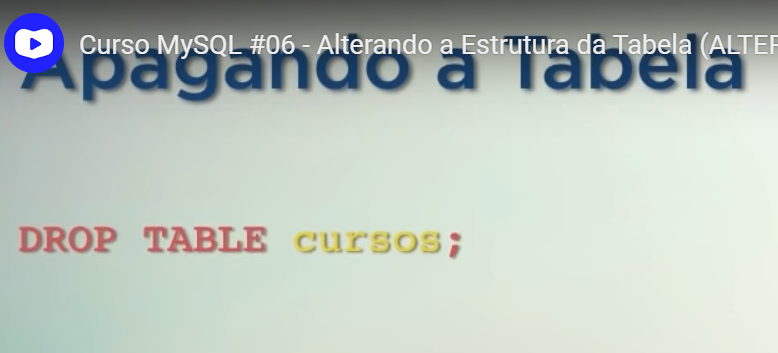 Curso MySQL #06 - Alterando a Estrutura da Tabela (ALTER
Apagando a Tabela
DROP TABLE cursos;